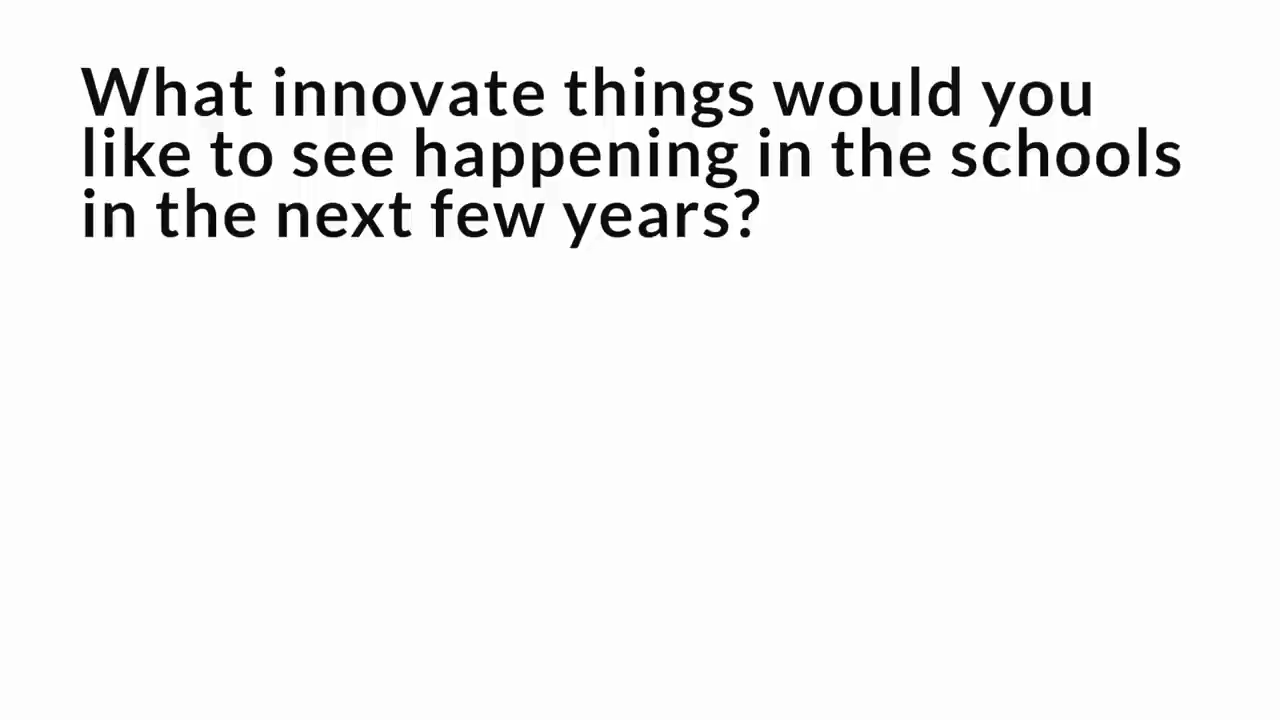 What innovate things would you
like to see happening in the schools
in the next few years?